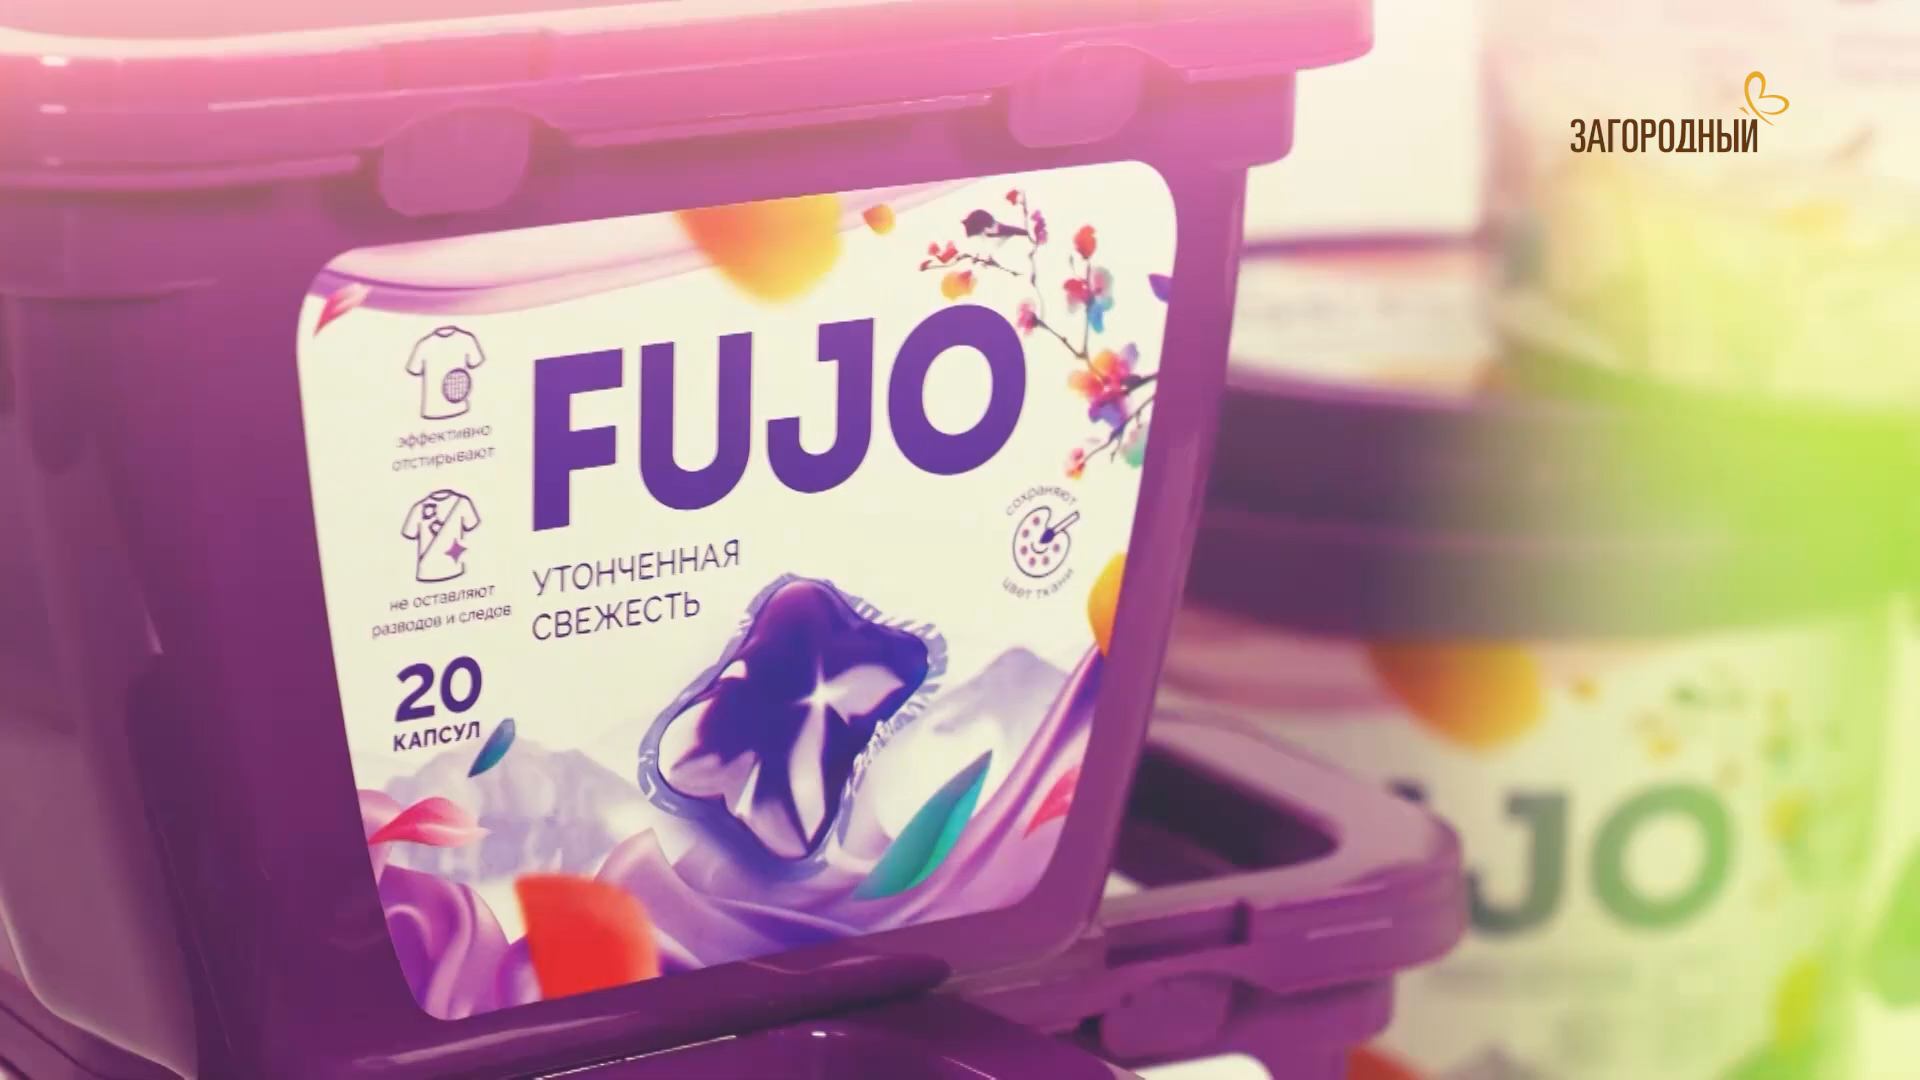 ЗАГОРОДНЫЙ
FUJO
эффективно
отстирывают
не оставляют
разводов и следов
сохраняют
цвет ткани
УТОНЧЕННАЯ
СВЕЖЕСТЬ
20
КАПСУЛ
JO